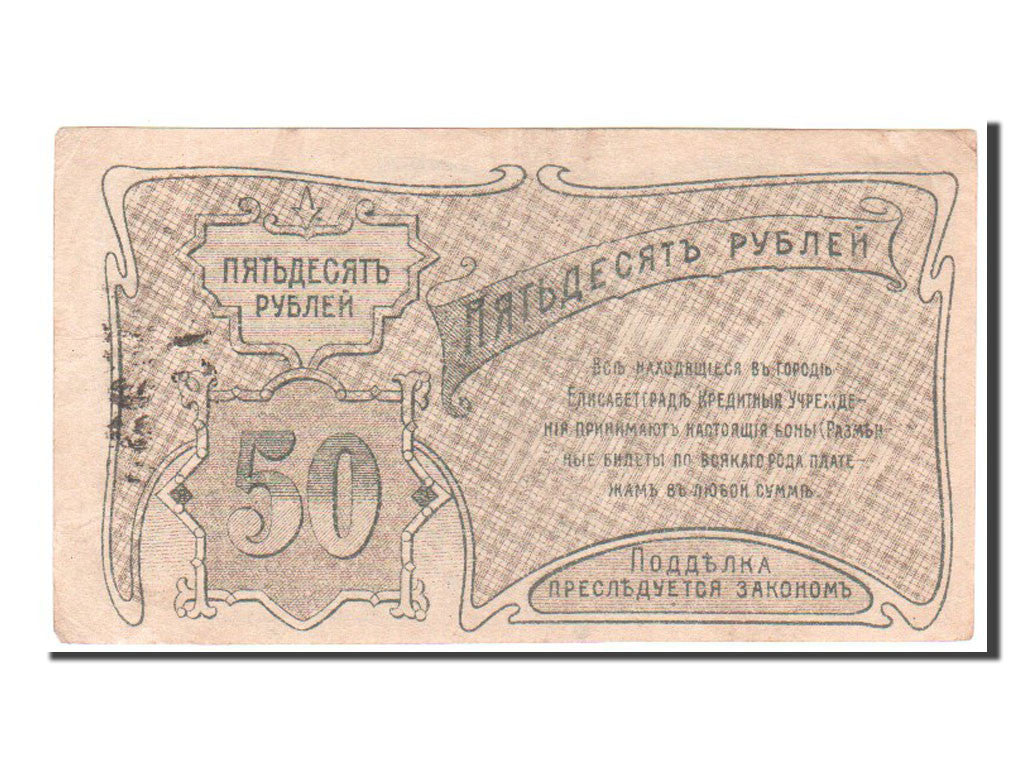 ПЯТЬДЕСЯТЪ
РУБЛЕЙ
ПЯТЬДЕСЯТЪ РУБЛЕЙ
50
ВСѢ НАХОДЯЩІЕСЯ ВЪ ГОРОДѢ
ЕЛИСАВЕТГРАДѢ КРЕДИТНЫЯ УЧРЕЖДЕ-
НІЯ ПРИНИМАЮТЪ НАСТОЯЩІЯ БОНЫ (РАЗМѢН-
НЫЕ БИЛЕТЫ ПО ВСЯКАГО РОДА ПЛАТЕ-
ЖАМЪ ВЪ ЛЮБОЙ СУММѢ.
ПОДДѢЛКА
ПРЕСЛѢДУЕТСЯ ЗАКОНОМЪ